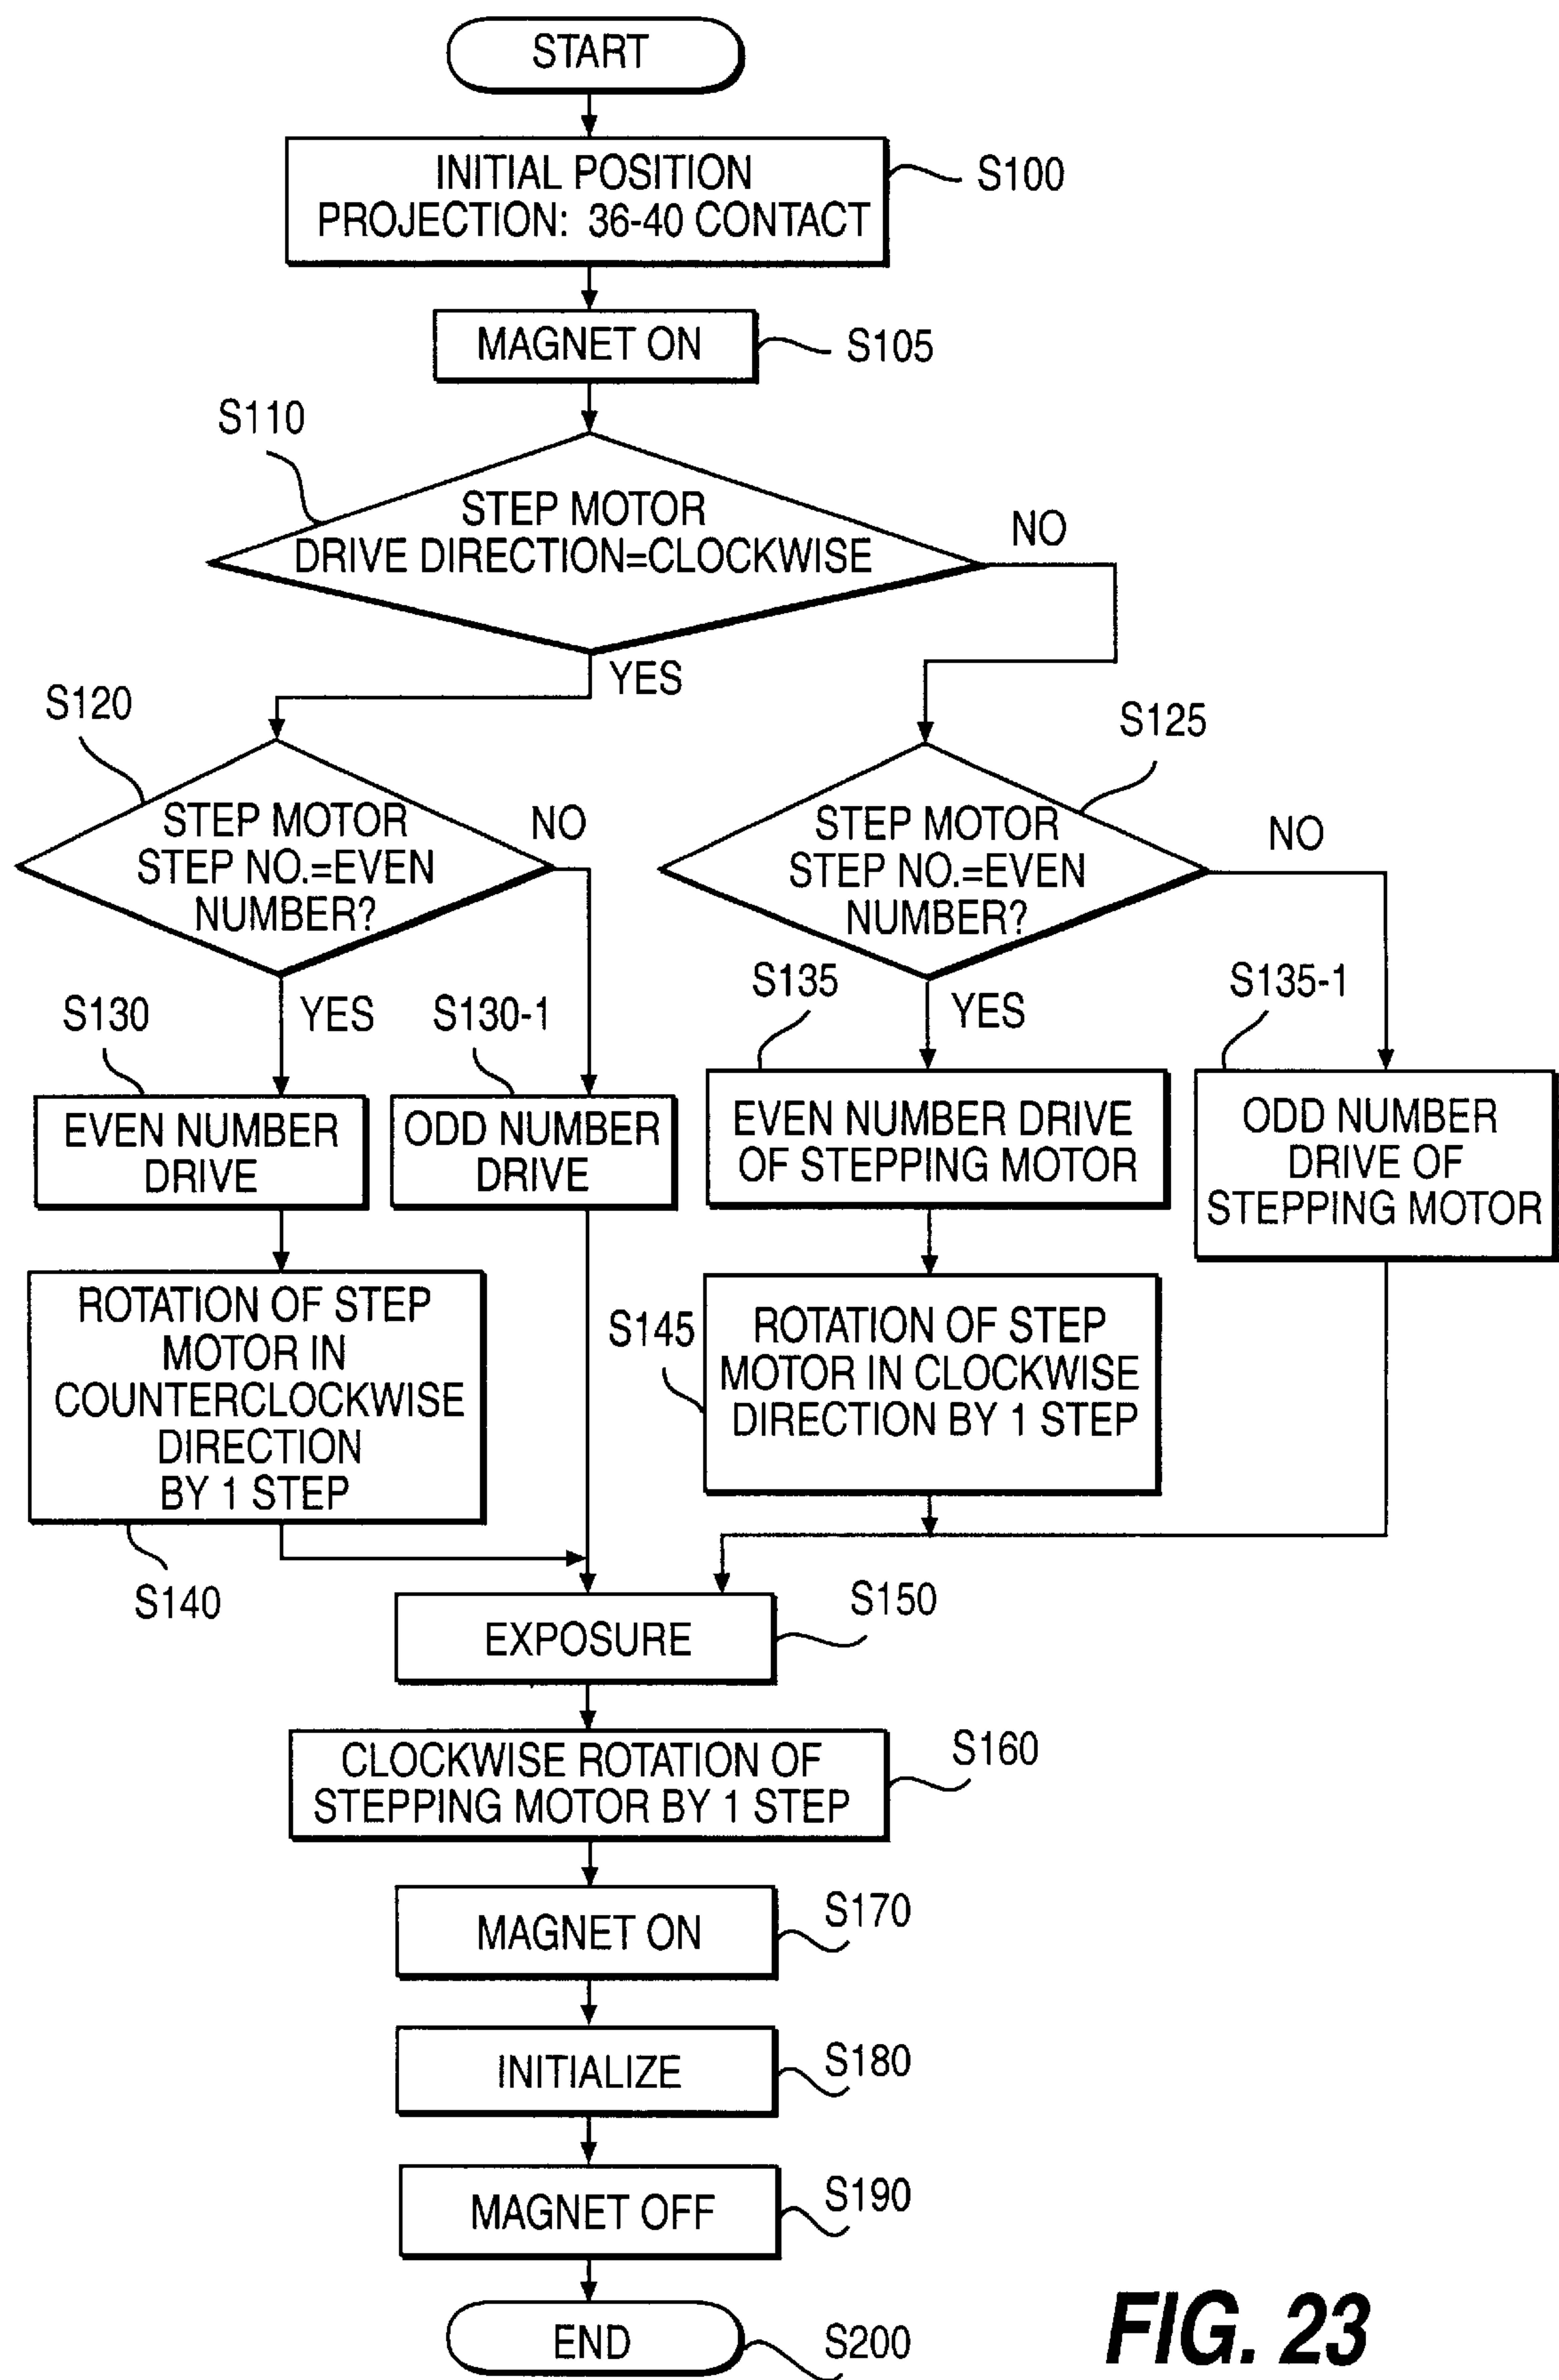 START
INITIAL POSITION
PROJECTION: 36-40 CONTACT
S100
MAGNET ON
S105
S110
STEP MOTOR
DRIVE DIRECTION=CLOCKWISE
NO
YES
S120
STEP MOTOR
STEP NO.=EVEN
NUMBER?
NO
YES
S125
STEP MOTOR
STEP NO.=EVEN
NUMBER?
NO
YES
S130
EVEN NUMBER
DRIVE
S130-1
ODD NUMBER
DRIVE
S135
EVEN NUMBER DRIVE
OF STEPPING MOTOR
S135-1
ODD NUMBER
DRIVE OF
STEPPING MOTOR
ROTATION OF STEP
MOTOR IN
COUNTERCLOCKWISE
DIRECTION
BY 1 STEP
S140
S145
ROTATION OF STEP
MOTOR IN CLOCKWISE
DIRECTION BY 1 STEP
EXPOSURE
S150
CLOCKWISE ROTATION OF
STEPPING MOTOR BY 1 STEP
S160
MAGNET ON
S170
INITIALIZE
S180
MAGNET OFF
S190
END
S200
FIG. 23